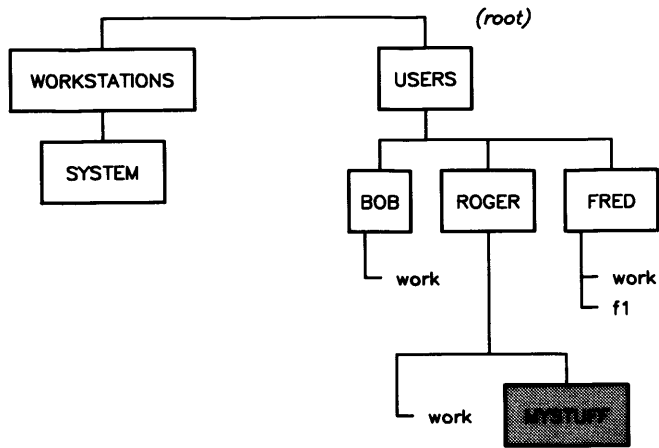 (root)
WORKSTATIONS
USERS
SYSTEM
BOB
ROGER
FRED
work
work
f1
work
MYSTUFF